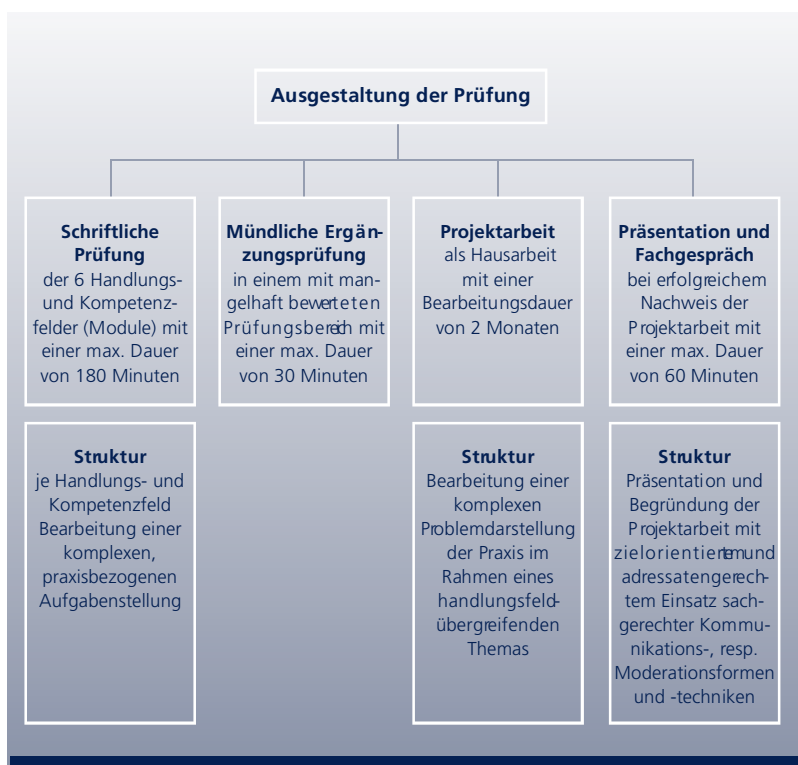 Ausgestaltung der Prüfung
Schriftliche
Prüfung
der 6 Handlungs-
und Kompetenz-
felder (Module) mit
einer max. Dauer
von 180 Minuten
Mündliche Ergän-
zungsprüfung
in einem mit man-
gelhaft bewerteten
Prüfungsbereich mit
einer max. Dauer
von 30 Minuten
Projektarbeit
als Hausarbeit
mit einer
Bearbeitungsdauer
von 2 Monaten
Präsentation und
Fachgespräch
bei erfolgreichem
Nachweis der
Projektarbeit mit
einer max. Dauer
von 60 Minuten
Struktur
je Handlungs- und
Kompetenzfeld
Bearbeitung einer
komplexen,
praxisbezogenen
Aufgabenstellung
Struktur
Bearbeitung einer
komplexen
Problemdarstellung
der Praxis im
Rahmen eines
handlungsfeld-
übergreifenden
Themas
Struktur
Präsentation und
Begründung der
Projektarbeit mit
zielorientiertem und
adressatengerech-
tem Einsatz sach-
gerechter Kommu-
nikations-, resp.
Moderationsformen
und -techniken